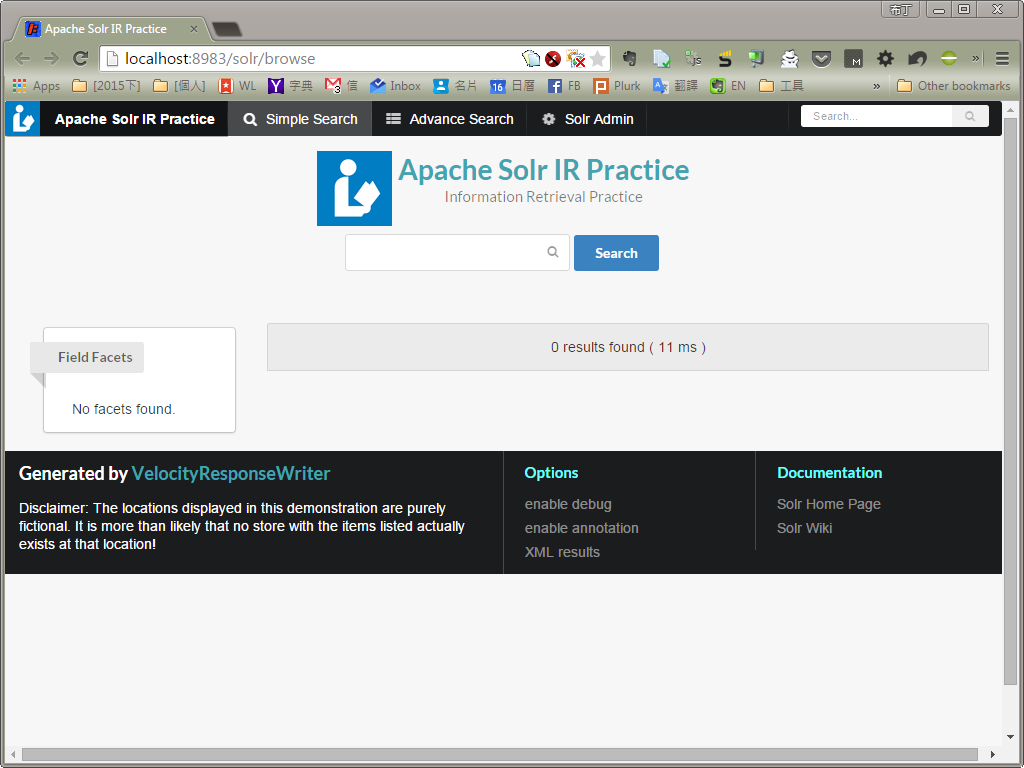 布丁
Apache Solr IR Practice
localhost:8983/solr/browse
Apps [2015下] [個人] WL 字典 信 Inbox 名片 16 日曆 FB Plurk 翻譯 EN 工具 » Other bookmarks
Apache Solr IR Practice Simple Search Advance Search Solr Admin Search...
Apache Solr IR Practice
Information Retrieval Practice
Search
Field Facets
No facets found.
0 results found ( 11 ms )
Generated by VelocityResponseWriter
Disclaimer: The locations displayed in this demonstration are purely
fictional. It is more than likely that no store with the items listed actually
exists at that location!
Options
enable debug
enable annotation
XML results
Documentation
Solr Home Page
Solr Wiki